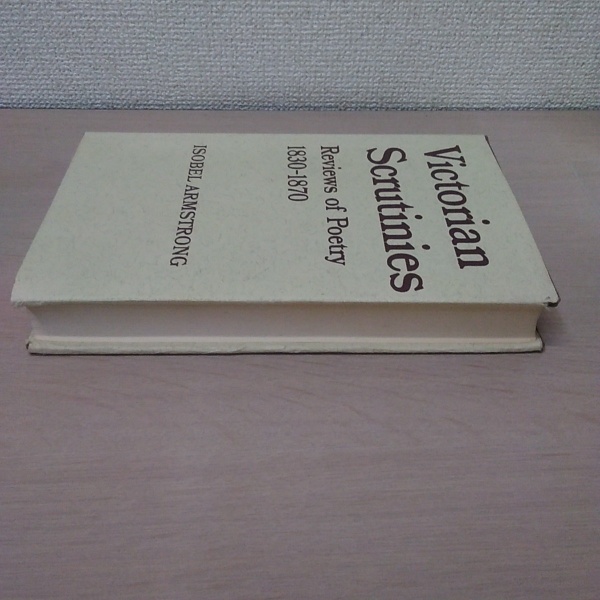 Victorian
Scrutinies
Reviews of Poetry
1830-1870
ISOBEL ARMSTRONG